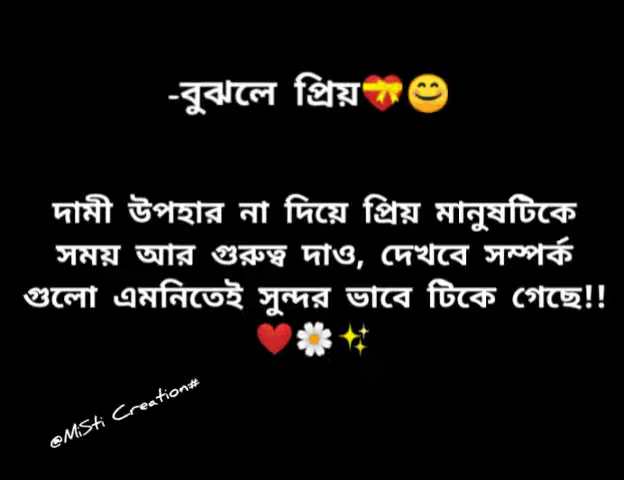 -বুঝলে প্রিয়💝😊
দামী উপহার না দিয়ে প্রিয় মানুষটিকে
সময় আর গুরুত্ব দাও, দেখবে সম্পর্ক
গুলো এমনিতেই সুন্দর ভাবে টিকে গেছে!!
❤️🌼✨
@MiSti Creation#